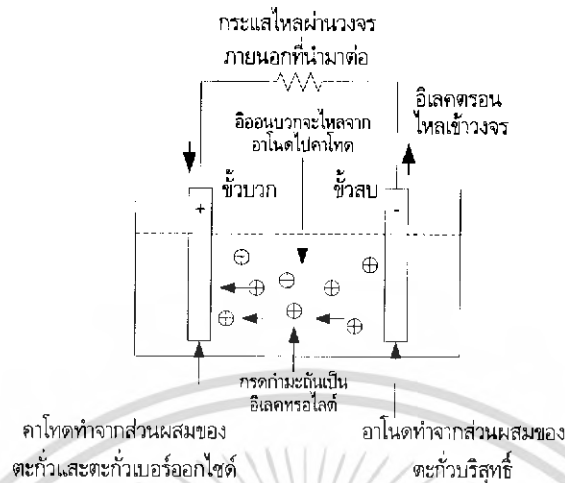 กระแสไหลผ่านวงจร
ภายนอกที่นำมาต่อ
อิเลคตรอน
ไหลเข้าวงจร
อิออนบวกจะไหลจาก
อาโนดไปคาโทด
ขั้วบวก
ขั้วสบ
+
-
กรดกำมะถันเป็น
อีเลคทรอไลต์
คาโทดทำจากส่วนผสมของ
ตะกั่วและตะกั่วเบอร์ออกไซด์
อาโนดทำจากส่วนผสมของ
ตะกั่วบริสุทธิ์